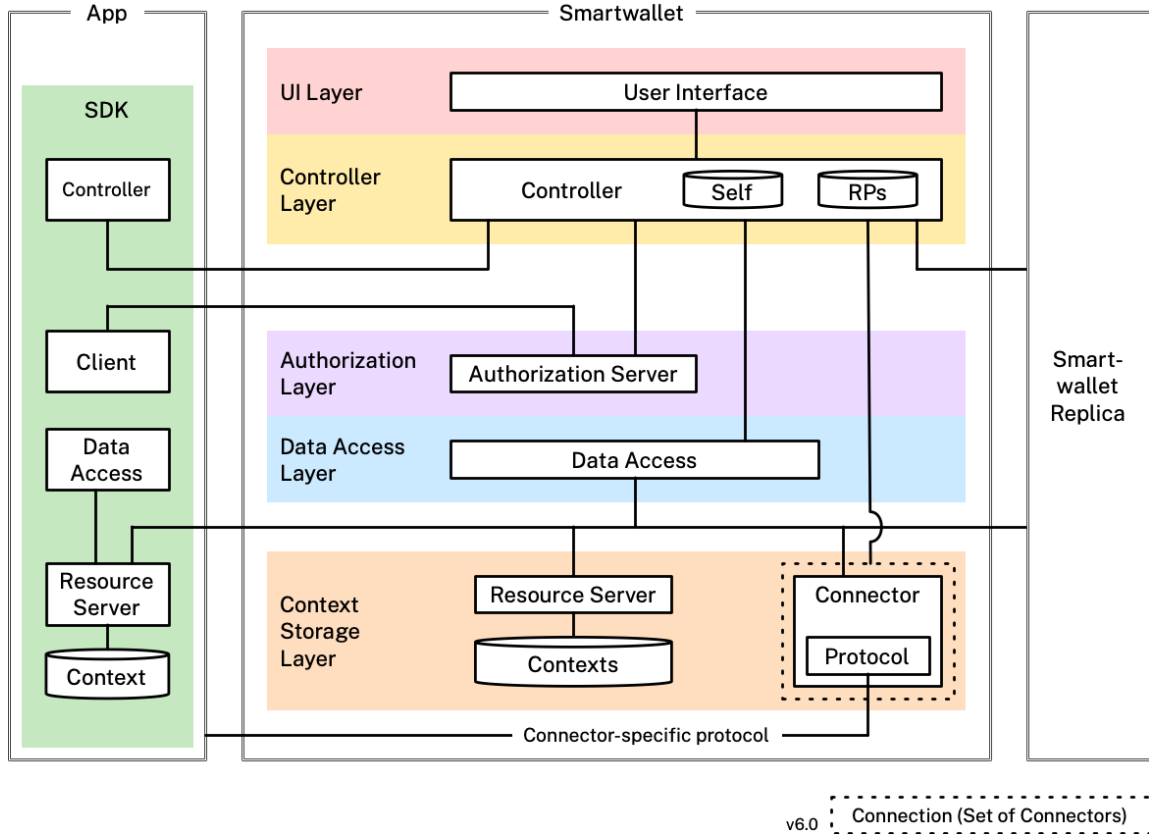 App
Smartwallet
SDK
UI Layer
User Interface
Controller
Controller
Layer
Controller
Self
RPs
Client
Authorization
Layer
Authorization Server
Smart-
wallet
Replica
Data
Access
Data Access
Layer
Data Access
Resource
Server
Context
Context
Storage
Layer
Resource Server
Contexts
Connector
Protocol
Connector-specific protocol
v6.0
Connection (Set of Connectors)